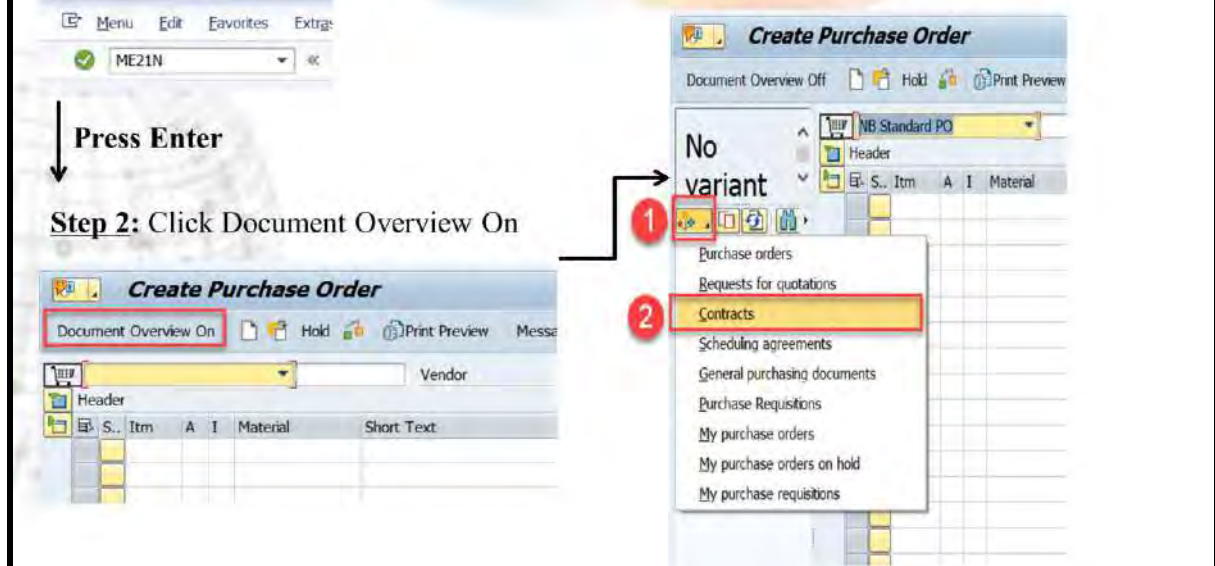 Menu Edit Favorites Extras
ME21N
Press Enter
Step 2: Click Document Overview On
Create Purchase Order
Document Overview On Hold Print Preview Messa
Vendor
Header
S.. Itm A I Material Short Text
Create Purchase Order
Document Overview Off Hold Print Preview
No variant
NB Standard PO
Header
S.. Itm A I Material
1
Purchase orders
Requests for quotations
2
Contracts
Scheduling agreements
General purchasing documents
Purchase Requisitions
My purchase orders
My purchase orders on hold
My purchase requisitions